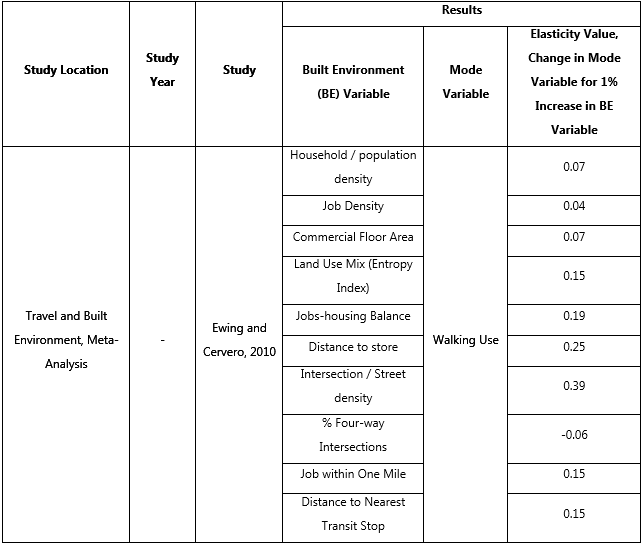 Results
Study Location
Study
Year
Study
Built Environment
(BE) Variable
Mode
Variable
Elasticity Value,
Change in Mode
Variable for 1%
Increase in BE
Variable
Travel and Built
Environment, Meta-
Analysis
-
Ewing and
Cervero, 2010
Household / population
density
Walking Use
0.07
Job Density
0.04
Commercial Floor Area
0.07
Land Use Mix (Entropy
Index)
0.15
Jobs-housing Balance
0.19
Distance to store
0.25
Intersection / Street
density
0.39
% Four-way
Intersections
-0.06
Job within One Mile
0.15
Distance to Nearest
Transit Stop
0.15